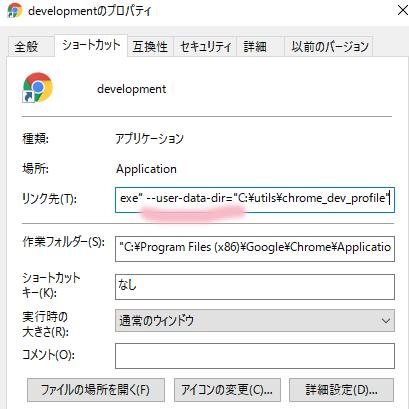 developmentのプロパティ
全般 ショートカット 互換性 セキュリティ 詳細 以前のバージョン
development
種類: アプリケーション
場所: Application
リンク先(T): exe" --user-data-dir="C:¥utils¥chrome_dev_profile"
作業フォルダー(S): "C:¥Program Files (x86)¥Google¥Chrome¥Applicatio
ショートカット
キー(K): なし
実行時の
大きさ(R): 通常のウィンドウ
コメント(O):
ファイルの場所を開く(F) アイコンの変更(C)... 詳細設定(D)...